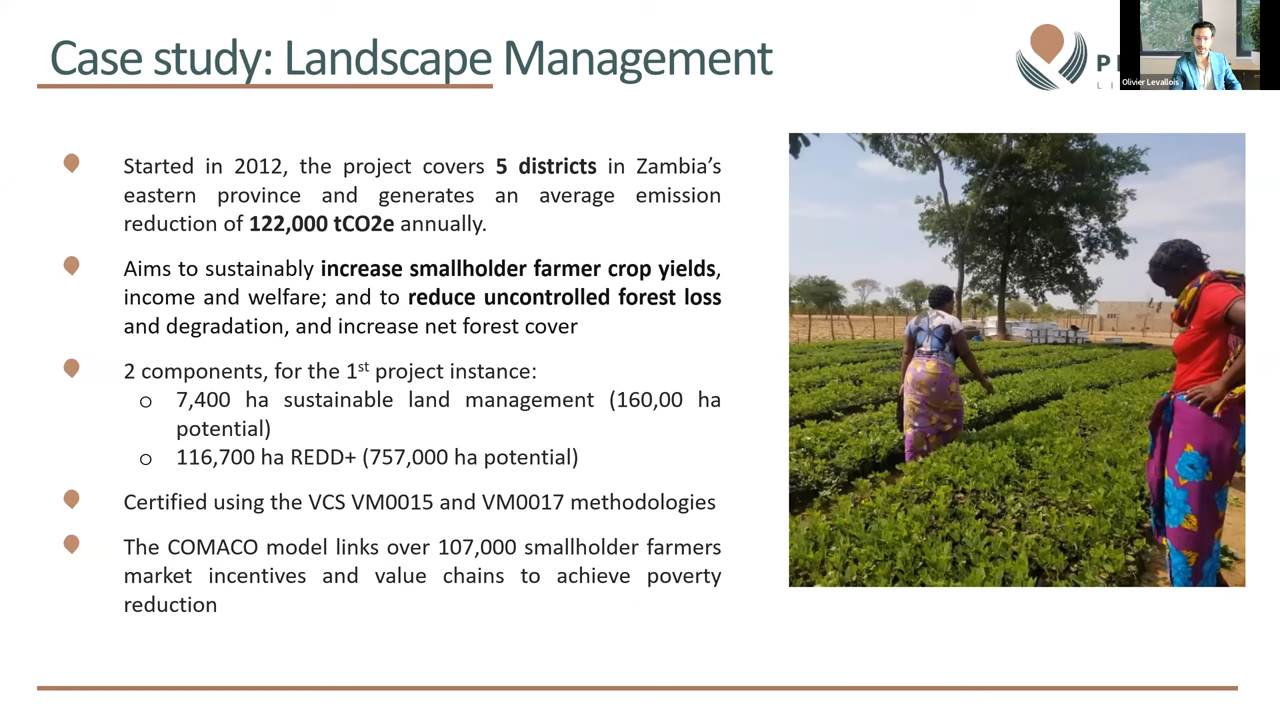 Case study: Landscape Management
Olivier Levallois
Started in 2012, the project covers 5 districts in Zambia’s
eastern province and generates an average emission
reduction of 122,000 tCO2e annually.
Aims to sustainably increase smallholder farmer crop yields,
income and welfare; and to reduce uncontrolled forest loss
and degradation, and increase net forest cover
2 components, for the 1st project instance:
o 7,400 ha sustainable land management (160,00 ha
potential)
o 116,700 ha REDD+ (757,000 ha potential)
Certified using the VCS VM0015 and VM0017 methodologies
The COMACO model links over 107,000 smallholder farmers
market incentives and value chains to achieve poverty
reduction